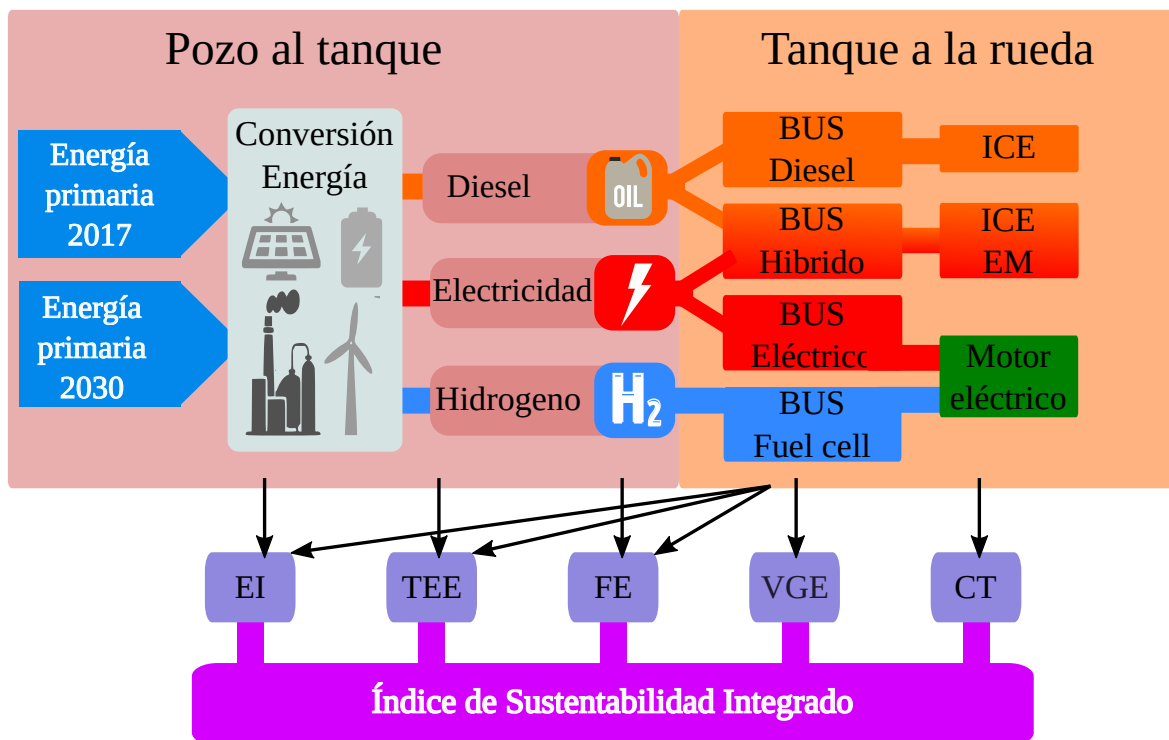 Pozo al tanque
Tanque a la rueda
Energía
primaria
2017
Energía
primaria
2030
Conversión
Energía
Diesel
OIL
Electricidad
Hidrogeno
H2
BUS
Diesel
ICE
BUS
Hibrido
ICE
EM
BUS
Eléctrico
Motor
eléctrico
BUS
Fuel cell
EI
TEE
FE
VGE
CT
Índice de Sustentabilidad Integrado